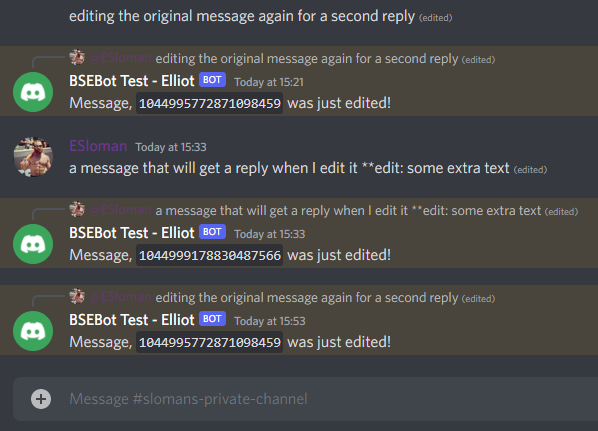 editing the original message again for a second reply (edited)
@ESloman editing the original message again for a second reply (edited)
BSEBot Test - Elliot BOT Today at 15:21
Message, 1044995772871098459 was just edited!
ESloman Today at 15:33
a message that will get a reply when I edit it **edit: some extra text (edited)
@ESloman a message that will get a reply when I edit it **edit: some extra text (edited)
BSEBot Test - Elliot BOT Today at 15:33
Message, 1044999178830487566 was just edited!
@ESloman editing the original message again for a second reply (edited)
BSEBot Test - Elliot BOT Today at 15:53
Message, 1044995772871098459 was just edited!
Message #slomans-private-channel